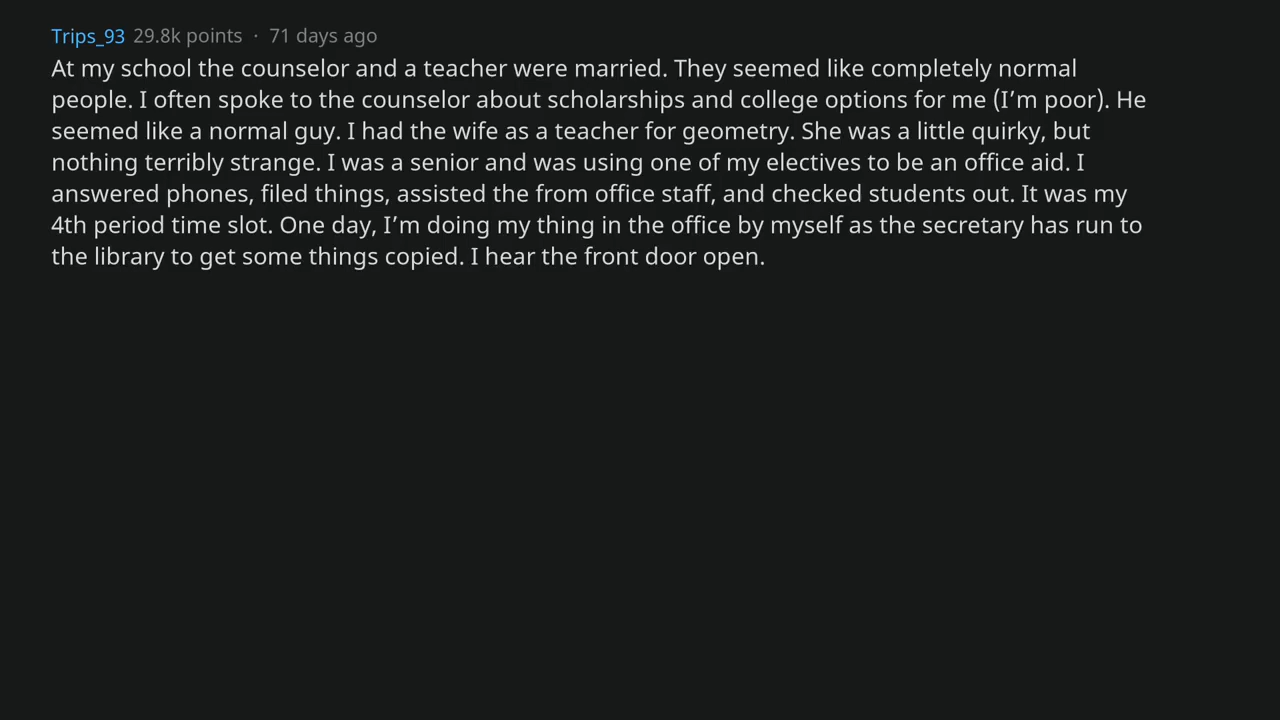 Trips_93 29.8k points · 71 days ago
At my school the counselor and a teacher were married. They seemed like completely normal
people. I often spoke to the counselor about scholarships and college options for me (I’m poor). He
seemed like a normal guy. I had the wife as a teacher for geometry. She was a little quirky, but
nothing terribly strange. I was a senior and was using one of my electives to be an office aid. I
answered phones, filed things, assisted the from office staff, and checked students out. It was my
4th period time slot. One day, I’m doing my thing in the office by myself as the secretary has run to
the library to get some things copied. I hear the front door open.